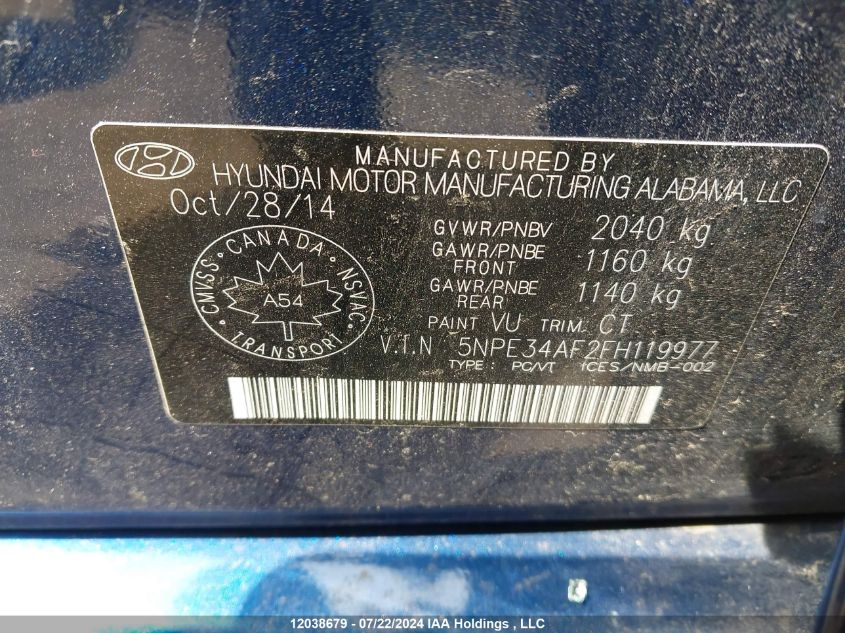 MANUFACTURED BY
HYUNDAI MOTOR MANUFACTURING ALABAMA, LLC
Oct/28/14
GVWR/PNBV 2040 kg
GAWR/PNBE FRONT 1160 kg
GAWR/PNBE REAR 1140 kg
CANADA
CMVSS
NSVAC
A54
TRANSPORT
PAINT VU TRIM. CT
V.I.N 5NPE34AF2FH119977
TYPE: PC/VT ICES/NMB-002
12038679 - 07/22/2024 IAA Holdings , LLC